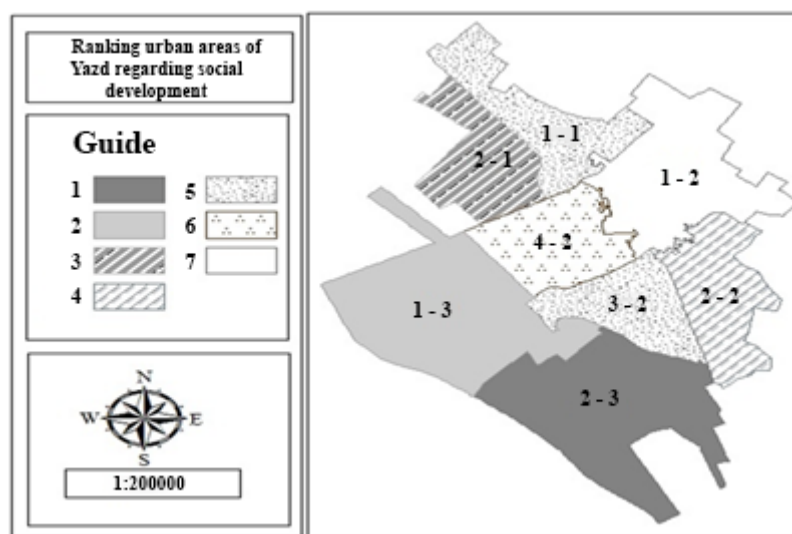 Ranking urban areas of
Yazd regarding social
development
Guide
1
2
3
4
5
6
7
N
W E
S
1:200000
1 - 1
2 - 1
1 - 2
4 - 2
1 - 3
3 - 2
2 - 2
2 - 3